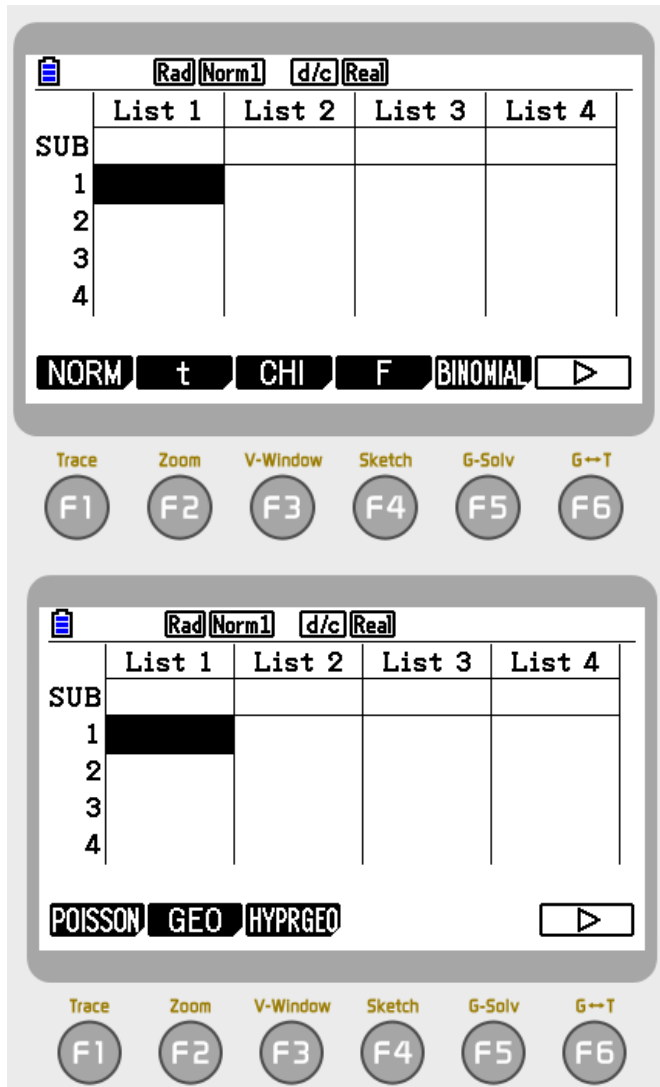 Rad Norm1 d/c Real
List 1 List 2 List 3 List 4
SUB
1
2
3
4
NORM t CHI F BINOMIAL
Trace Zoom V-Window Sketch G-Solv G↔T
F1 F2 F3 F4 F5 F6
Rad Norm1 d/c Real
List 1 List 2 List 3 List 4
SUB
1
2
3
4
POISSON GEO HYPRGEO
Trace Zoom V-Window Sketch G-Solv G↔T
F1 F2 F3 F4 F5 F6